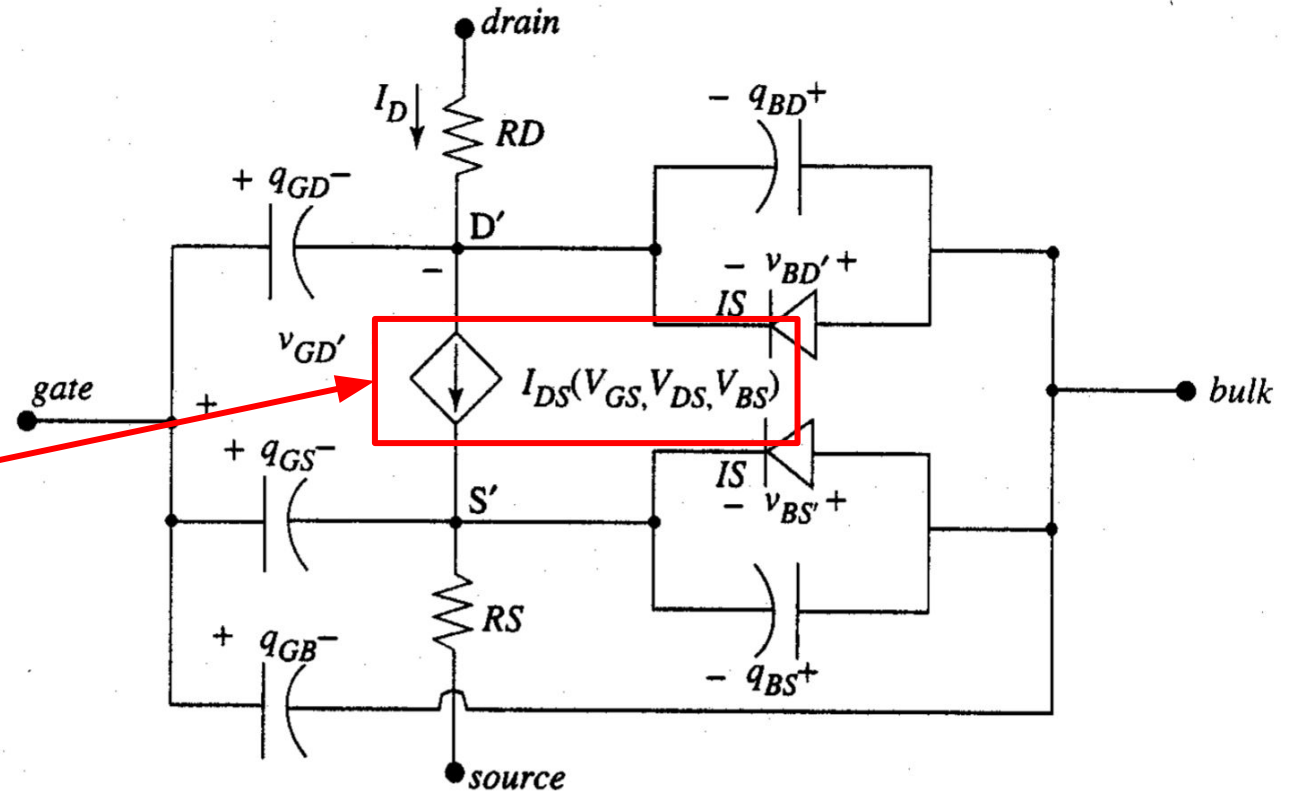 drain
I_D
RD
− q_BD +
+ q_GD −
D′
−
− v_BD′ +
IS
v_GD′
I_DS(V_GS, V_DS, V_BS)
gate
+
bulk
+ q_GS −
IS
− v_BS′ +
S′
RS
+ q_GB −
− q_BS +
source